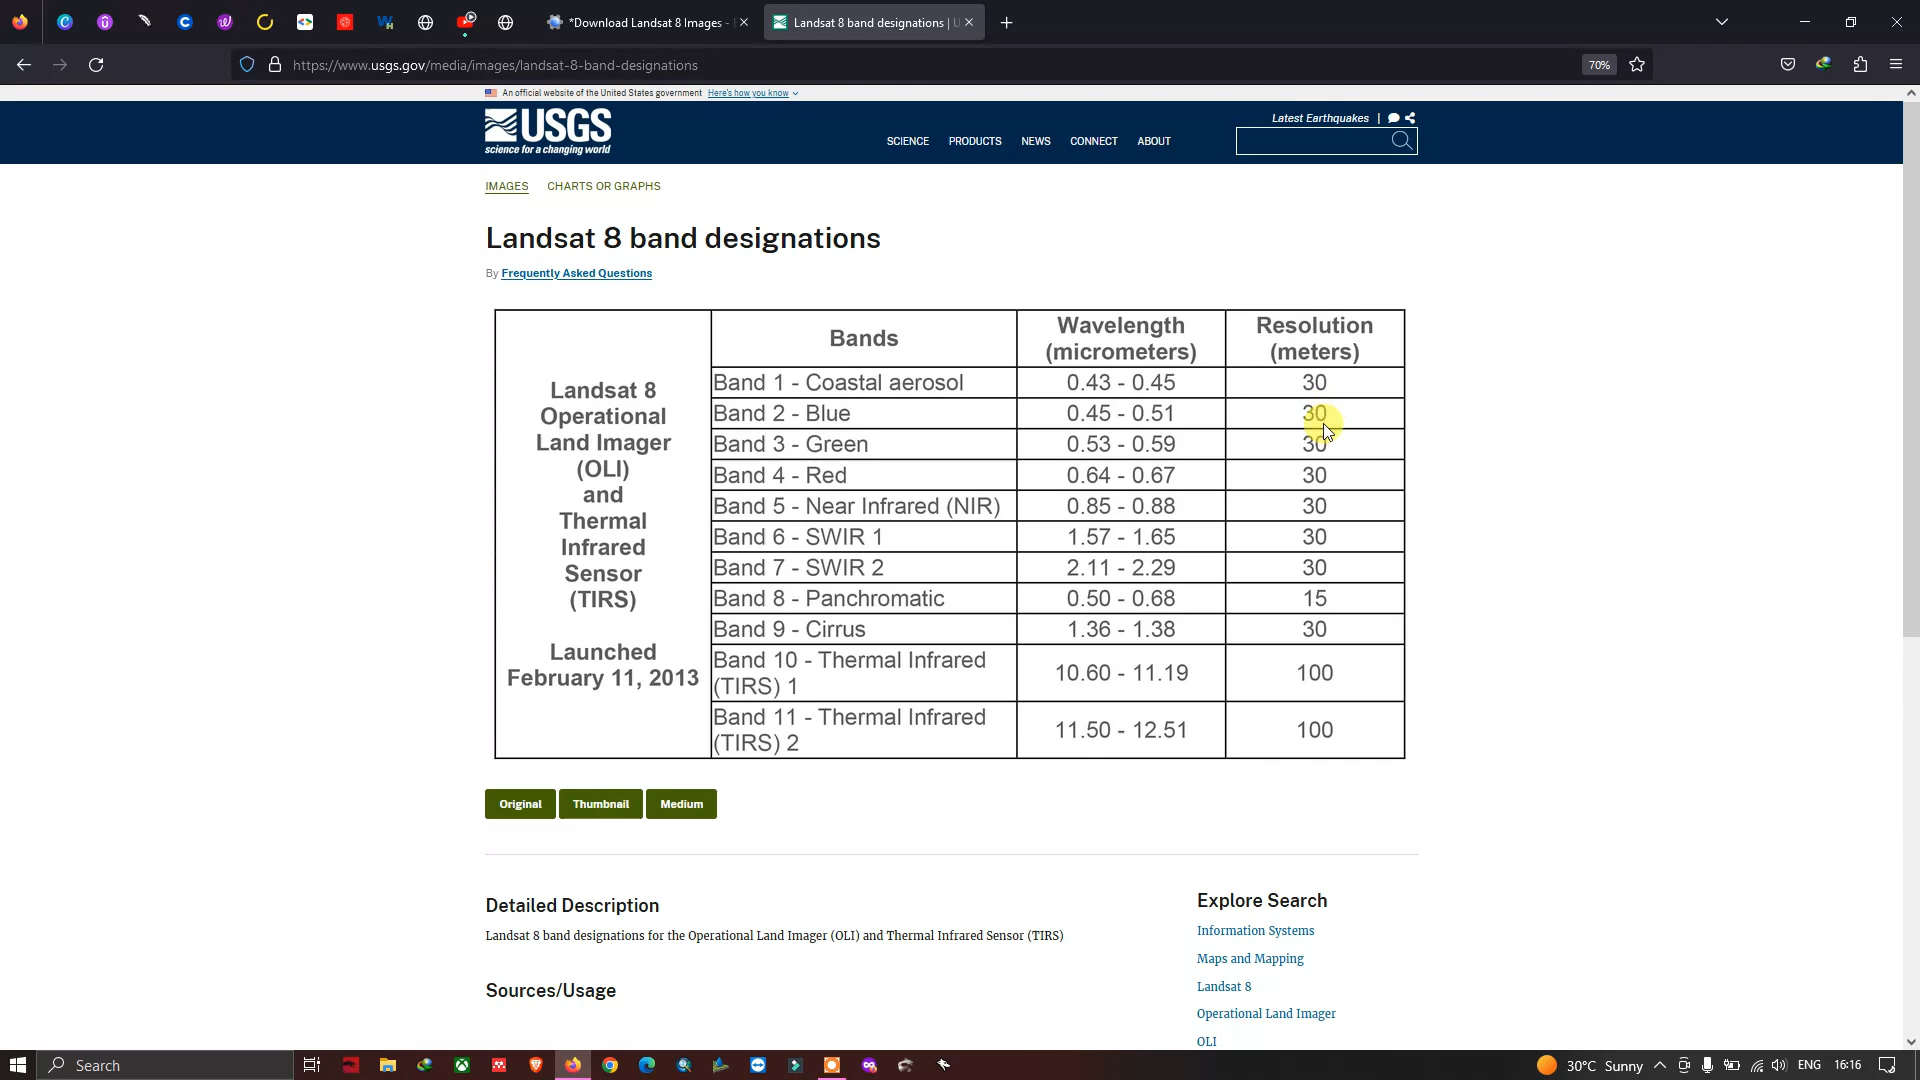 *Download Landsat 8 Images -
Landsat 8 band designations | U
https://www.usgs.gov/media/images/landsat-8-band-designations
70%
An official website of the United States government Here's how you know
USGS
science for a changing world
SCIENCE PRODUCTS NEWS CONNECT ABOUT
Latest Earthquakes |
IMAGES CHARTS OR GRAPHS
Landsat 8 band designations
By Frequently Asked Questions
Landsat 8
Operational
Land Imager
(OLI)
and
Thermal
Infrared
Sensor
(TIRS)
Launched
February 11, 2013
Bands Wavelength (micrometers) Resolution (meters)
Band 1 - Coastal aerosol 0.43 - 0.45 30
Band 2 - Blue 0.45 - 0.51 30
Band 3 - Green 0.53 - 0.59 30
Band 4 - Red 0.64 - 0.67 30
Band 5 - Near Infrared (NIR) 0.85 - 0.88 30
Band 6 - SWIR 1 1.57 - 1.65 30
Band 7 - SWIR 2 2.11 - 2.29 30
Band 8 - Panchromatic 0.50 - 0.68 15
Band 9 - Cirrus 1.36 - 1.38 30
Band 10 - Thermal Infrared
(TIRS) 1 10.60 - 11.19 100
Band 11 - Thermal Infrared
(TIRS) 2 11.50 - 12.51 100
Original Thumbnail Medium
Detailed Description
Landsat 8 band designations for the Operational Land Imager (OLI) and Thermal Infrared Sensor (TIRS)
Sources/Usage
Explore Search
Information Systems
Maps and Mapping
Landsat 8
Operational Land Imager
OLI
Search
30°C Sunny
ENG
16:16